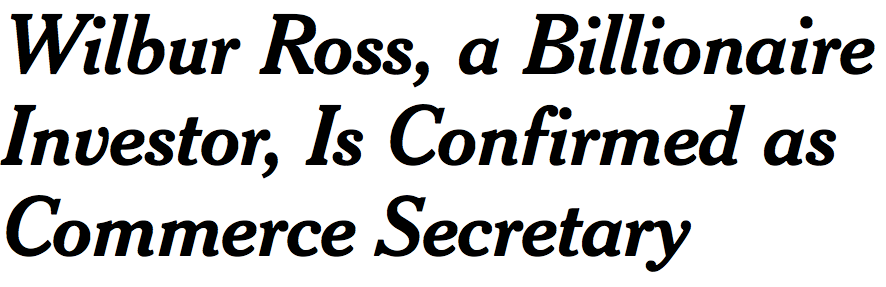 Wilbur Ross, a Billionaire
Investor, Is Confirmed as
Commerce Secretary